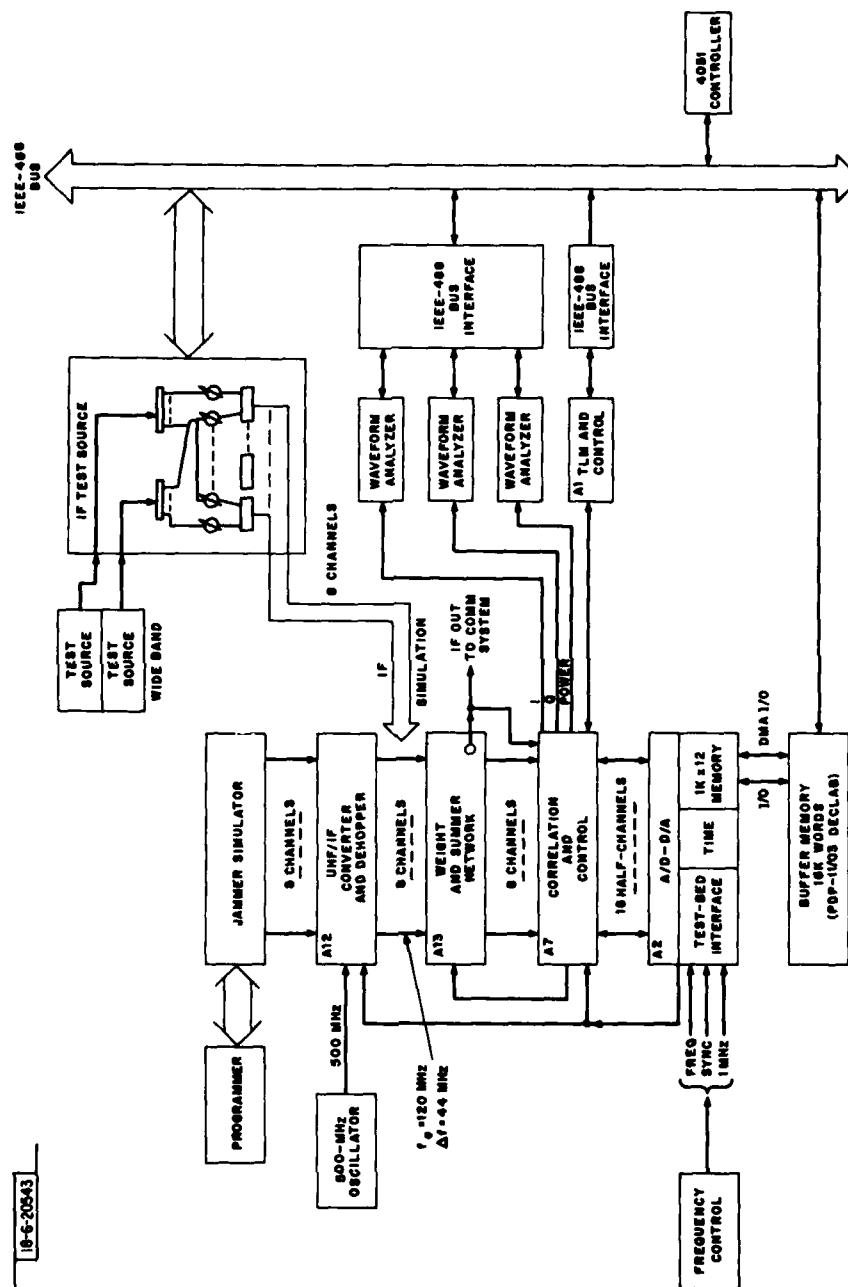 18-6-20543
IEEE-488
BUS
4051
CONTROLLER
IF TEST SOURCE
TEST
SOURCE
TEST
SOURCE
WIDE BAND
8 CHANNELS
IF
SIMULATION
IEEE-488
BUS
INTERFACE
IEEE-488
BUS
INTERFACE
WAVEFORM
ANALYZER
WAVEFORM
ANALYZER
WAVEFORM
ANALYZER
A1 TLM AND
CONTROL
IF OUT
TO COMM
SYSTEM
I
Q
POWER
PROGRAMMER
JAMMER SIMULATOR
8 CHANNELS
500-MHz
OSCILLATOR
500 MHz
UHF/IF
CONVERTER
AND DEHOPPER
A12
8 CHANNELS
f0 = 120 MHz
Δf = 44 MHz
WEIGHT
AND SUMMER
NETWORK
A13
8 CHANNELS
CORRELATION
AND
CONTROL
A7
16 HALF-CHANNELS
A2
A/D-D/A
TEST-BED
INTERFACE
TIME
1K x 12
MEMORY
FREQ
SYNC
1 MHz
FREQUENCY
CONTROL
I/O
DMA I/O
BUFFER MEMORY
16K WORDS
(PDP-11/03 DECLAB)